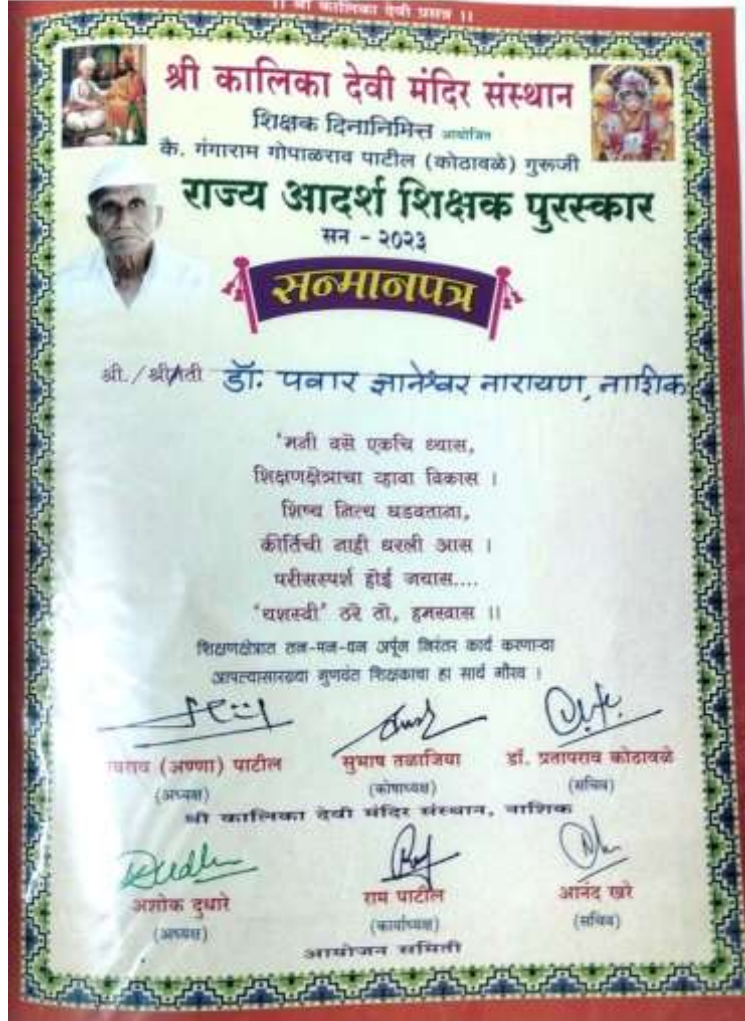 ।। श्री कालिका देवी प्रसन्न ।।
श्री कालिका देवी मंदिर संस्थान
शिक्षक दिनानिमित्त आयोजित
कै. गंगाराम गोपाळराव पाटील (कोठावळे) गुरूजी
राज्य आदर्श शिक्षक पुरस्कार
सन - २०२३
सन्मानपत्र
श्री./श्रीमती डॉ. पवार ज्ञानेश्वर नारायण, नाशिक
'मनी वसे एकचि ध्यास,
शिक्षणक्षेत्राचा व्हावा विकास ।
शिष्य नित्य घडवताना,
कीर्तिची नाही धरली आस ।
परीसस्पर्श होई जयास....
'यशस्वी' ठरे तो, हमखास ।।
शिक्षणक्षेत्रात तन-मन-धन अर्पून निरंतर कार्य करणाऱ्या
आपल्यासारख्या गुणवंत शिक्षकाचा हा सार्थ गौरव ।
(अण्णा) पाटील सुभाष तळाजिया डॉ. प्रतापराव कोठावळे
(अध्यक्ष) (कोषाध्यक्ष) (सचिव)
श्री कालिका देवी मंदिर संस्थान, नाशिक
अशोक दुधारे राम पाटील आनंद खरे
(अध्यक्ष) (कार्याध्यक्ष) (सचिव)
आयोजन समिती